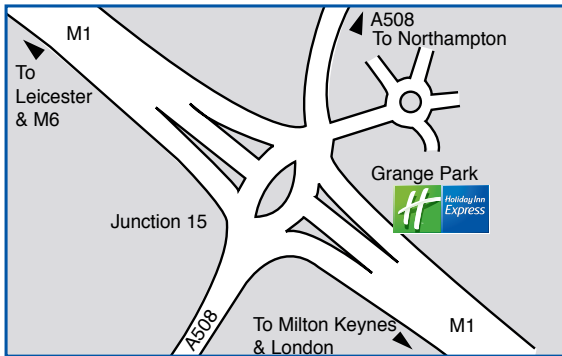 M1
A508
To Northampton
To
Leicester
& M6
Grange Park
Holiday Inn
Express
Junction 15
A508
To Milton Keynes
& London
M1